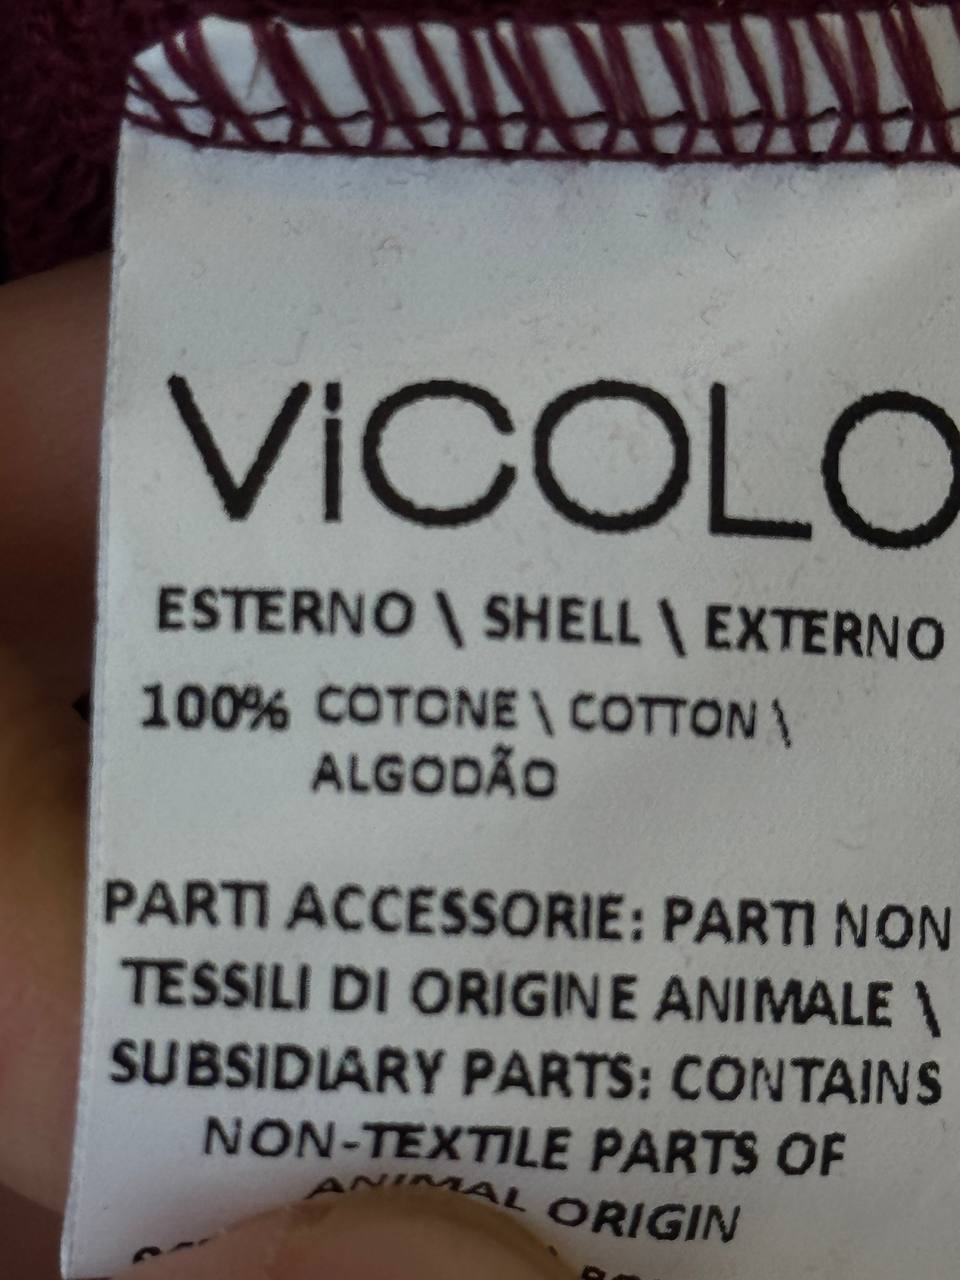 ViCOLO
ESTERNO \ SHELL \ EXTERNO
100% COTONE \ COTTON \
ALGODÃO
PARTI ACCESSORIE: PARTI NON
TESSILI DI ORIGINE ANIMALE \
SUBSIDIARY PARTS: CONTAINS
NON-TEXTILE PARTS OF
ANIMAL ORIGIN